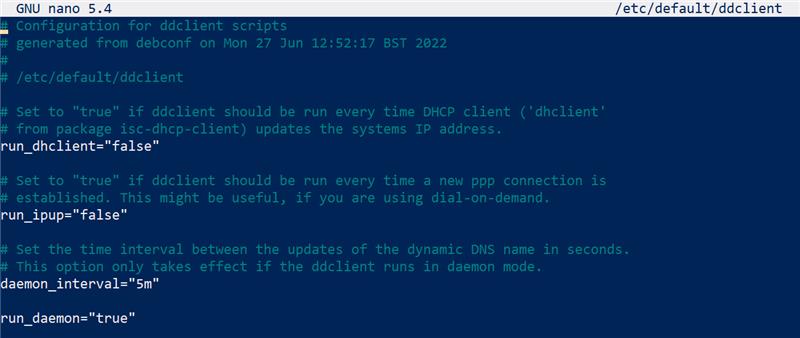 GNU nano 5.4 /etc/default/ddclient
# Configuration for ddclient scripts
# generated from debconf on Mon 27 Jun 12:52:17 BST 2022
#
# /etc/default/ddclient
# Set to "true" if ddclient should be run every time DHCP client ('dhclient'
# from package isc-dhcp-client) updates the systems IP address.
run_dhclient="false"
# Set to "true" if ddclient should be run every time a new ppp connection is
# established. This might be useful, if you are using dial-on-demand.
run_ipup="false"
# Set the time interval between the updates of the dynamic DNS name in seconds.
# This option only takes effect if the ddclient runs in daemon mode.
daemon_interval="5m"
run_daemon="true"